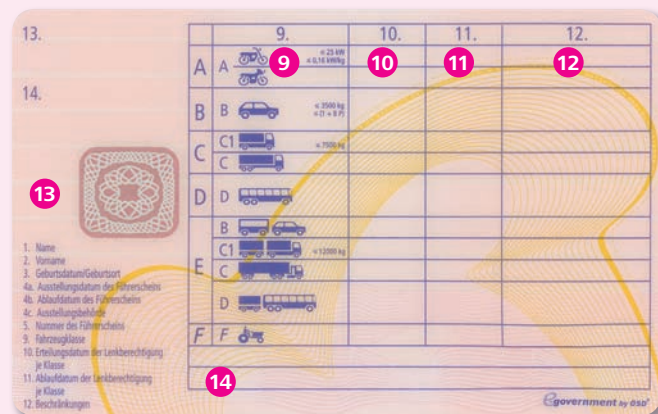 13.
9. 10. 11. 12.
A A ≤ 25 kW
≤ 0,16 kW/kg
9 10 11 12
14.
B B ≤ 3500 kg
≤ (1 + 8 P)
C C1 ≤ 7500 kg
C
13
D D
E B
C1 ≤ 12000 kg
C
D
F F
14
1. Name
2. Vorname
3. Geburtsdatum/Geburtsort
4a. Ausstellungsdatum des Führerscheins
4b. Ablaufdatum des Führerscheins
4c. Ausstellungsbehörde
5. Nummer des Führerscheins
9. Fahrzeugklasse
10. Erteilungsdatum der Lenkberechtigung
je Klasse
11. Ablaufdatum der Lenkberechtigung
je Klasse
12. Beschränkungen
egovernment by ÖSD